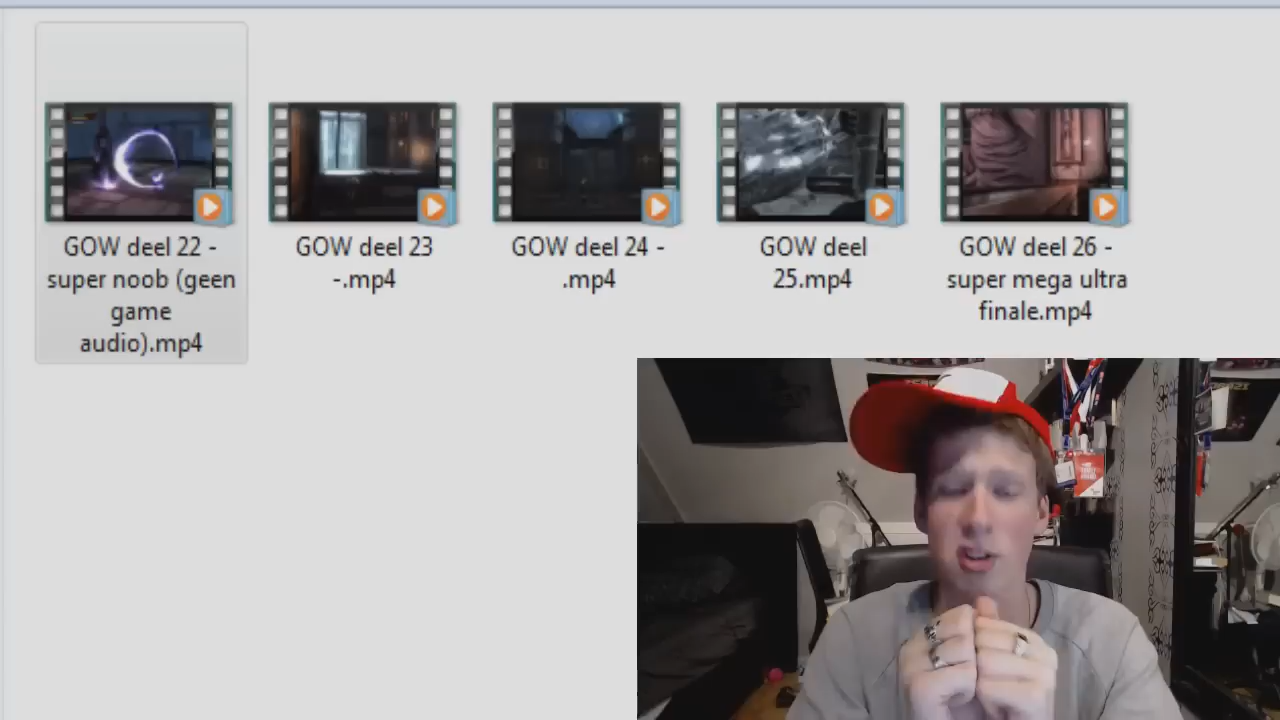 GOW deel 22 -
super noob (geen
game
audio).mp4
GOW deel 23
-.mp4
GOW deel 24 -
.mp4
GOW deel
25.mp4
GOW deel 26 -
super mega ultra
finale.mp4